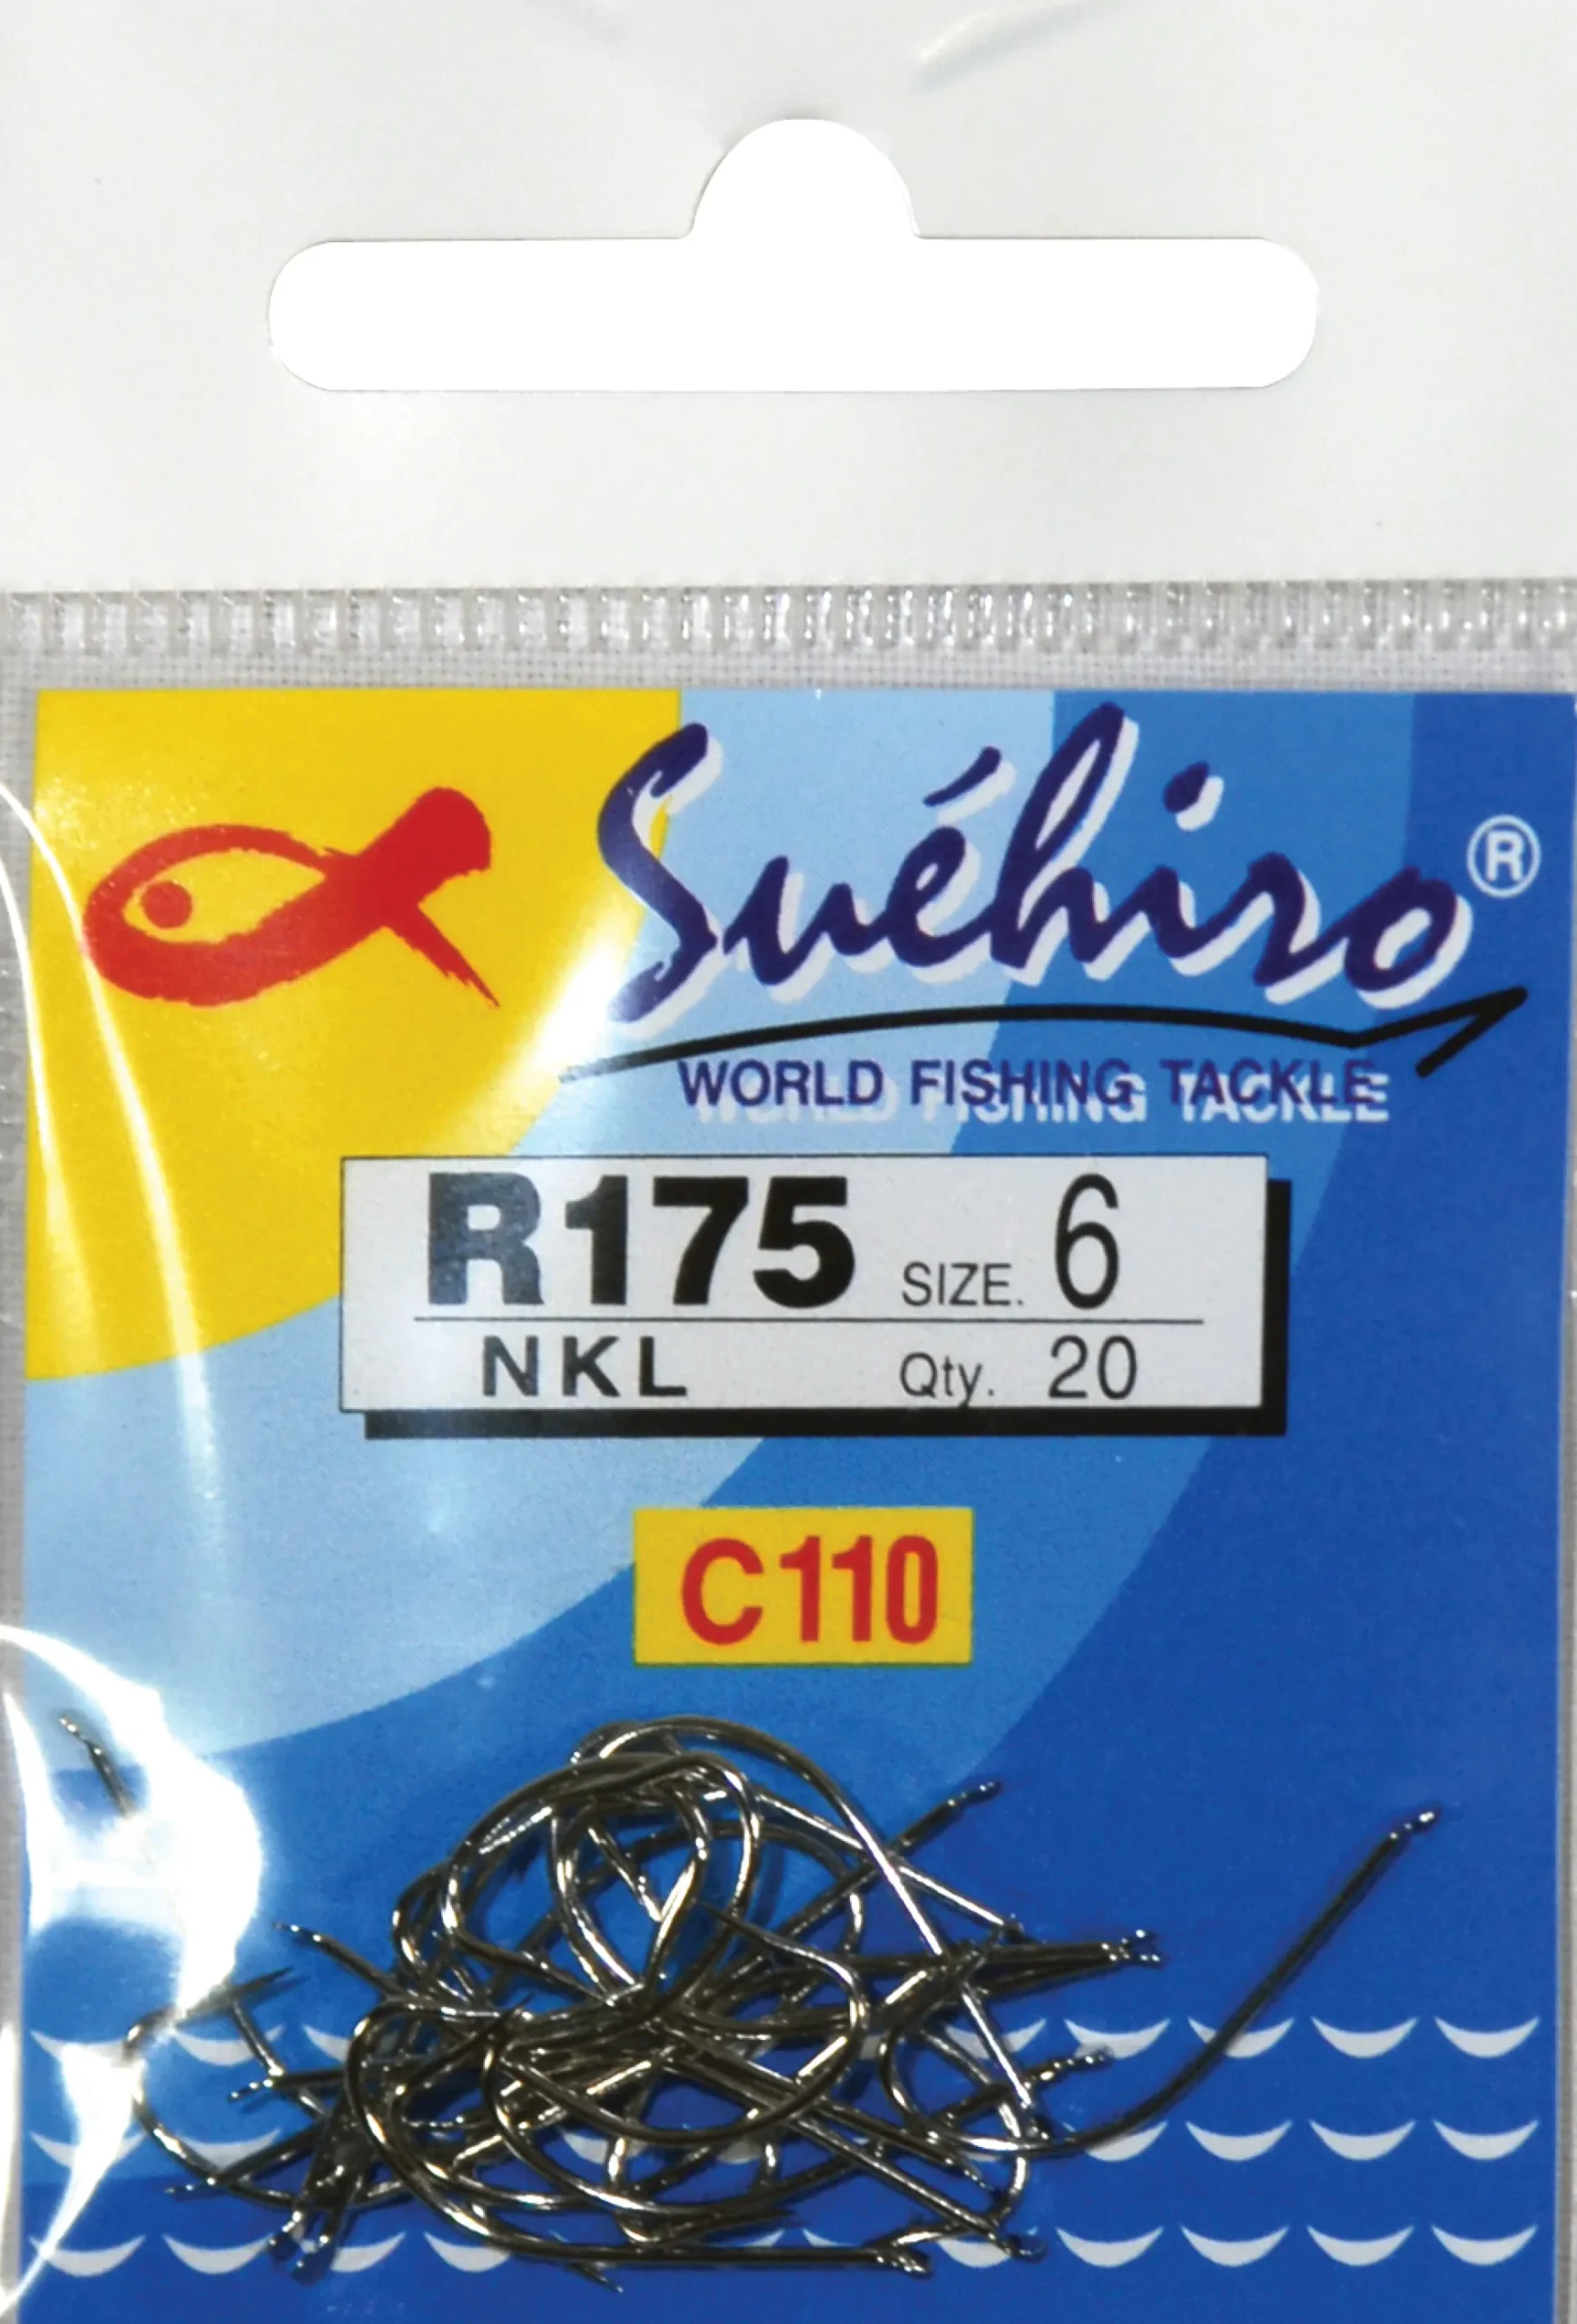 Suéhiro®
WORLD FISHING TACKLE
R175 SIZE. 6
NKL Qty. 20
C110